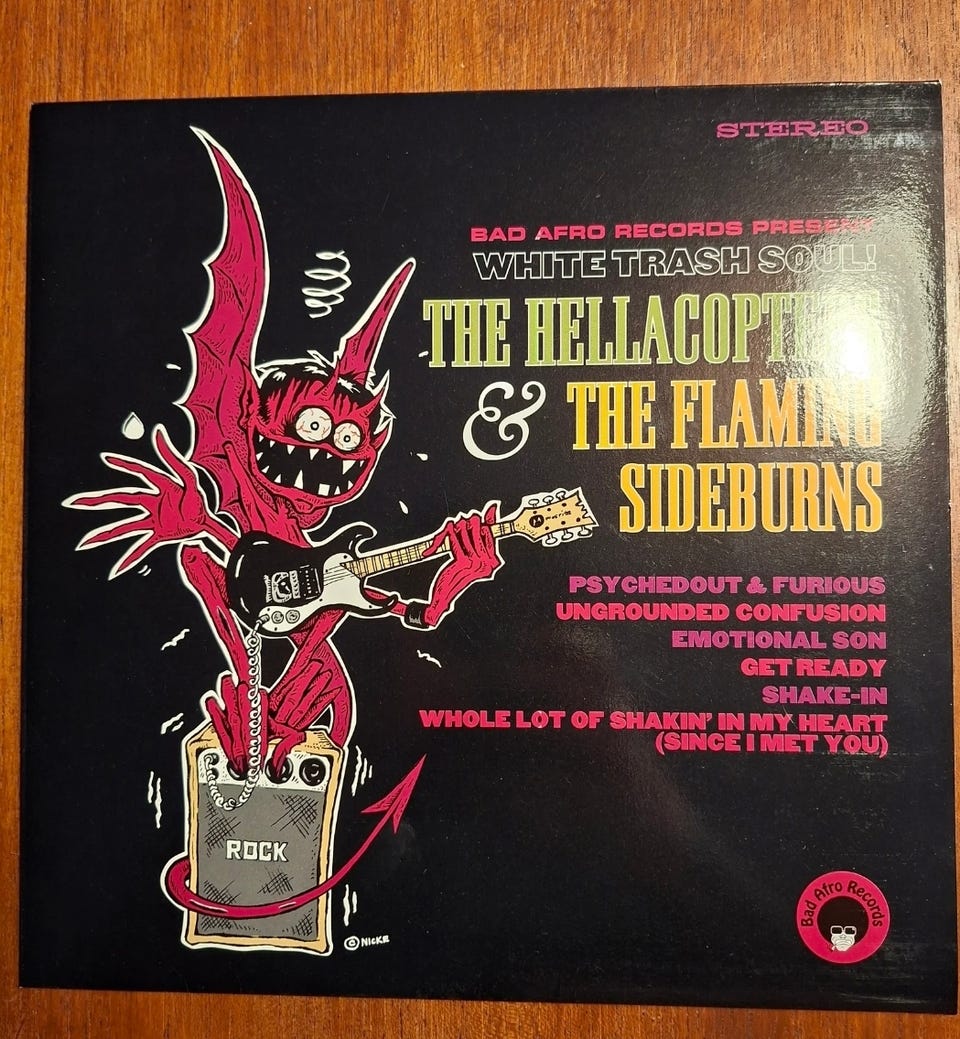 STEREO
BAD AFRO RECORDS PRESENT
WHITE TRASH SOUL!
THE HELLACOPTERS
& THE FLAMING
SIDEBURNS
PSYCHEDOUT & FURIOUS
UNGROUNDED CONFUSION
EMOTIONAL SON
GET READY
SHAKE-IN
WHOLE LOT OF SHAKIN' IN MY HEART
(SINCE I MET YOU)
ROCK
© NICKE
Bad Afro Records